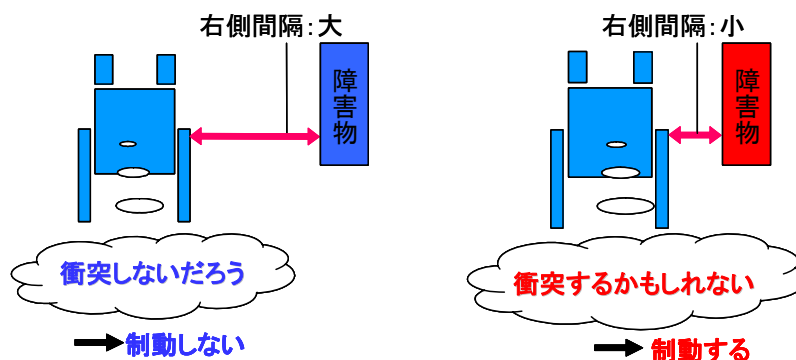 右側間隔:大
障害物
衝突しないだろう
制動しない
右側間隔:小
障害物
衝突するかもしれない
制動する